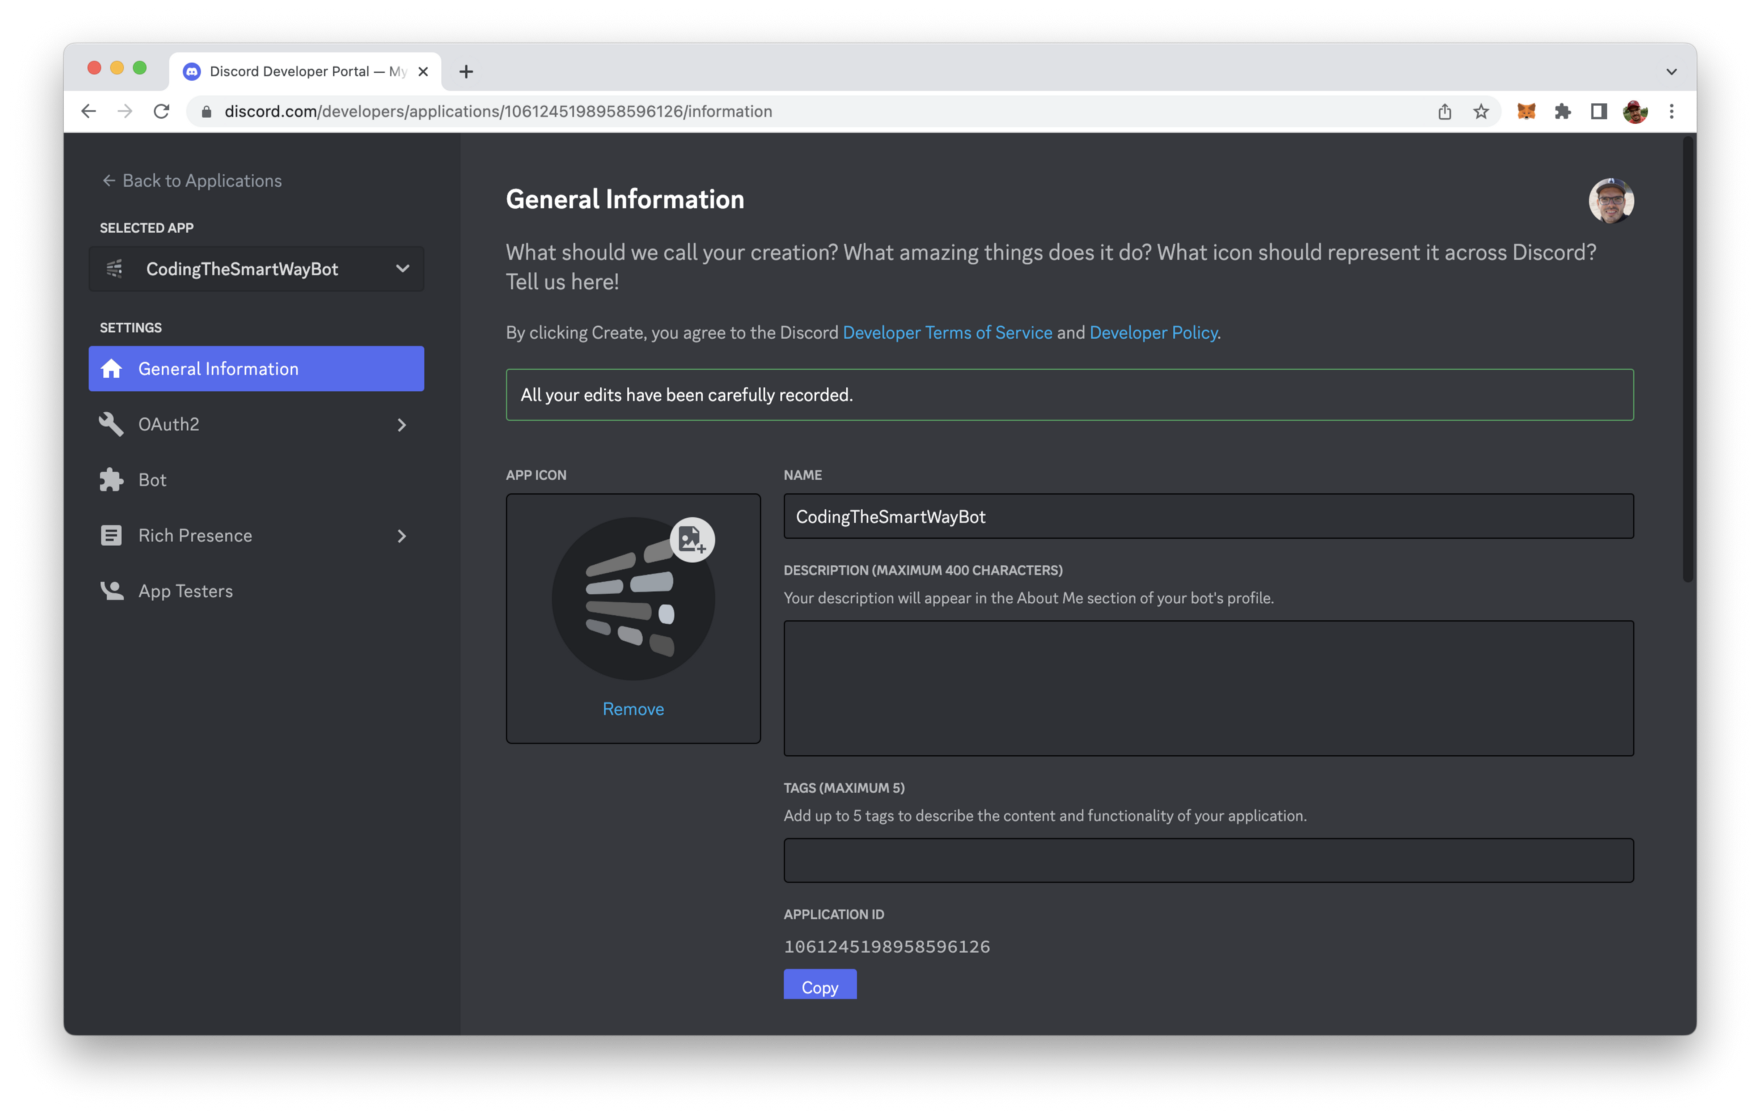 Discord Developer Portal — My
discord.com/developers/applications/1061245198958596126/information
← Back to Applications
SELECTED APP
CodingTheSmartWayBot
SETTINGS
General Information
OAuth2
Bot
Rich Presence
App Testers
General Information
What should we call your creation? What amazing things does it do? What icon should represent it across Discord?
Tell us here!
By clicking Create, you agree to the Discord Developer Terms of Service and Developer Policy.
All your edits have been carefully recorded.
APP ICON
Remove
NAME
CodingTheSmartWayBot
DESCRIPTION (MAXIMUM 400 CHARACTERS)
Your description will appear in the About Me section of your bot's profile.
TAGS (MAXIMUM 5)
Add up to 5 tags to describe the content and functionality of your application.
APPLICATION ID
1061245198958596126
Copy